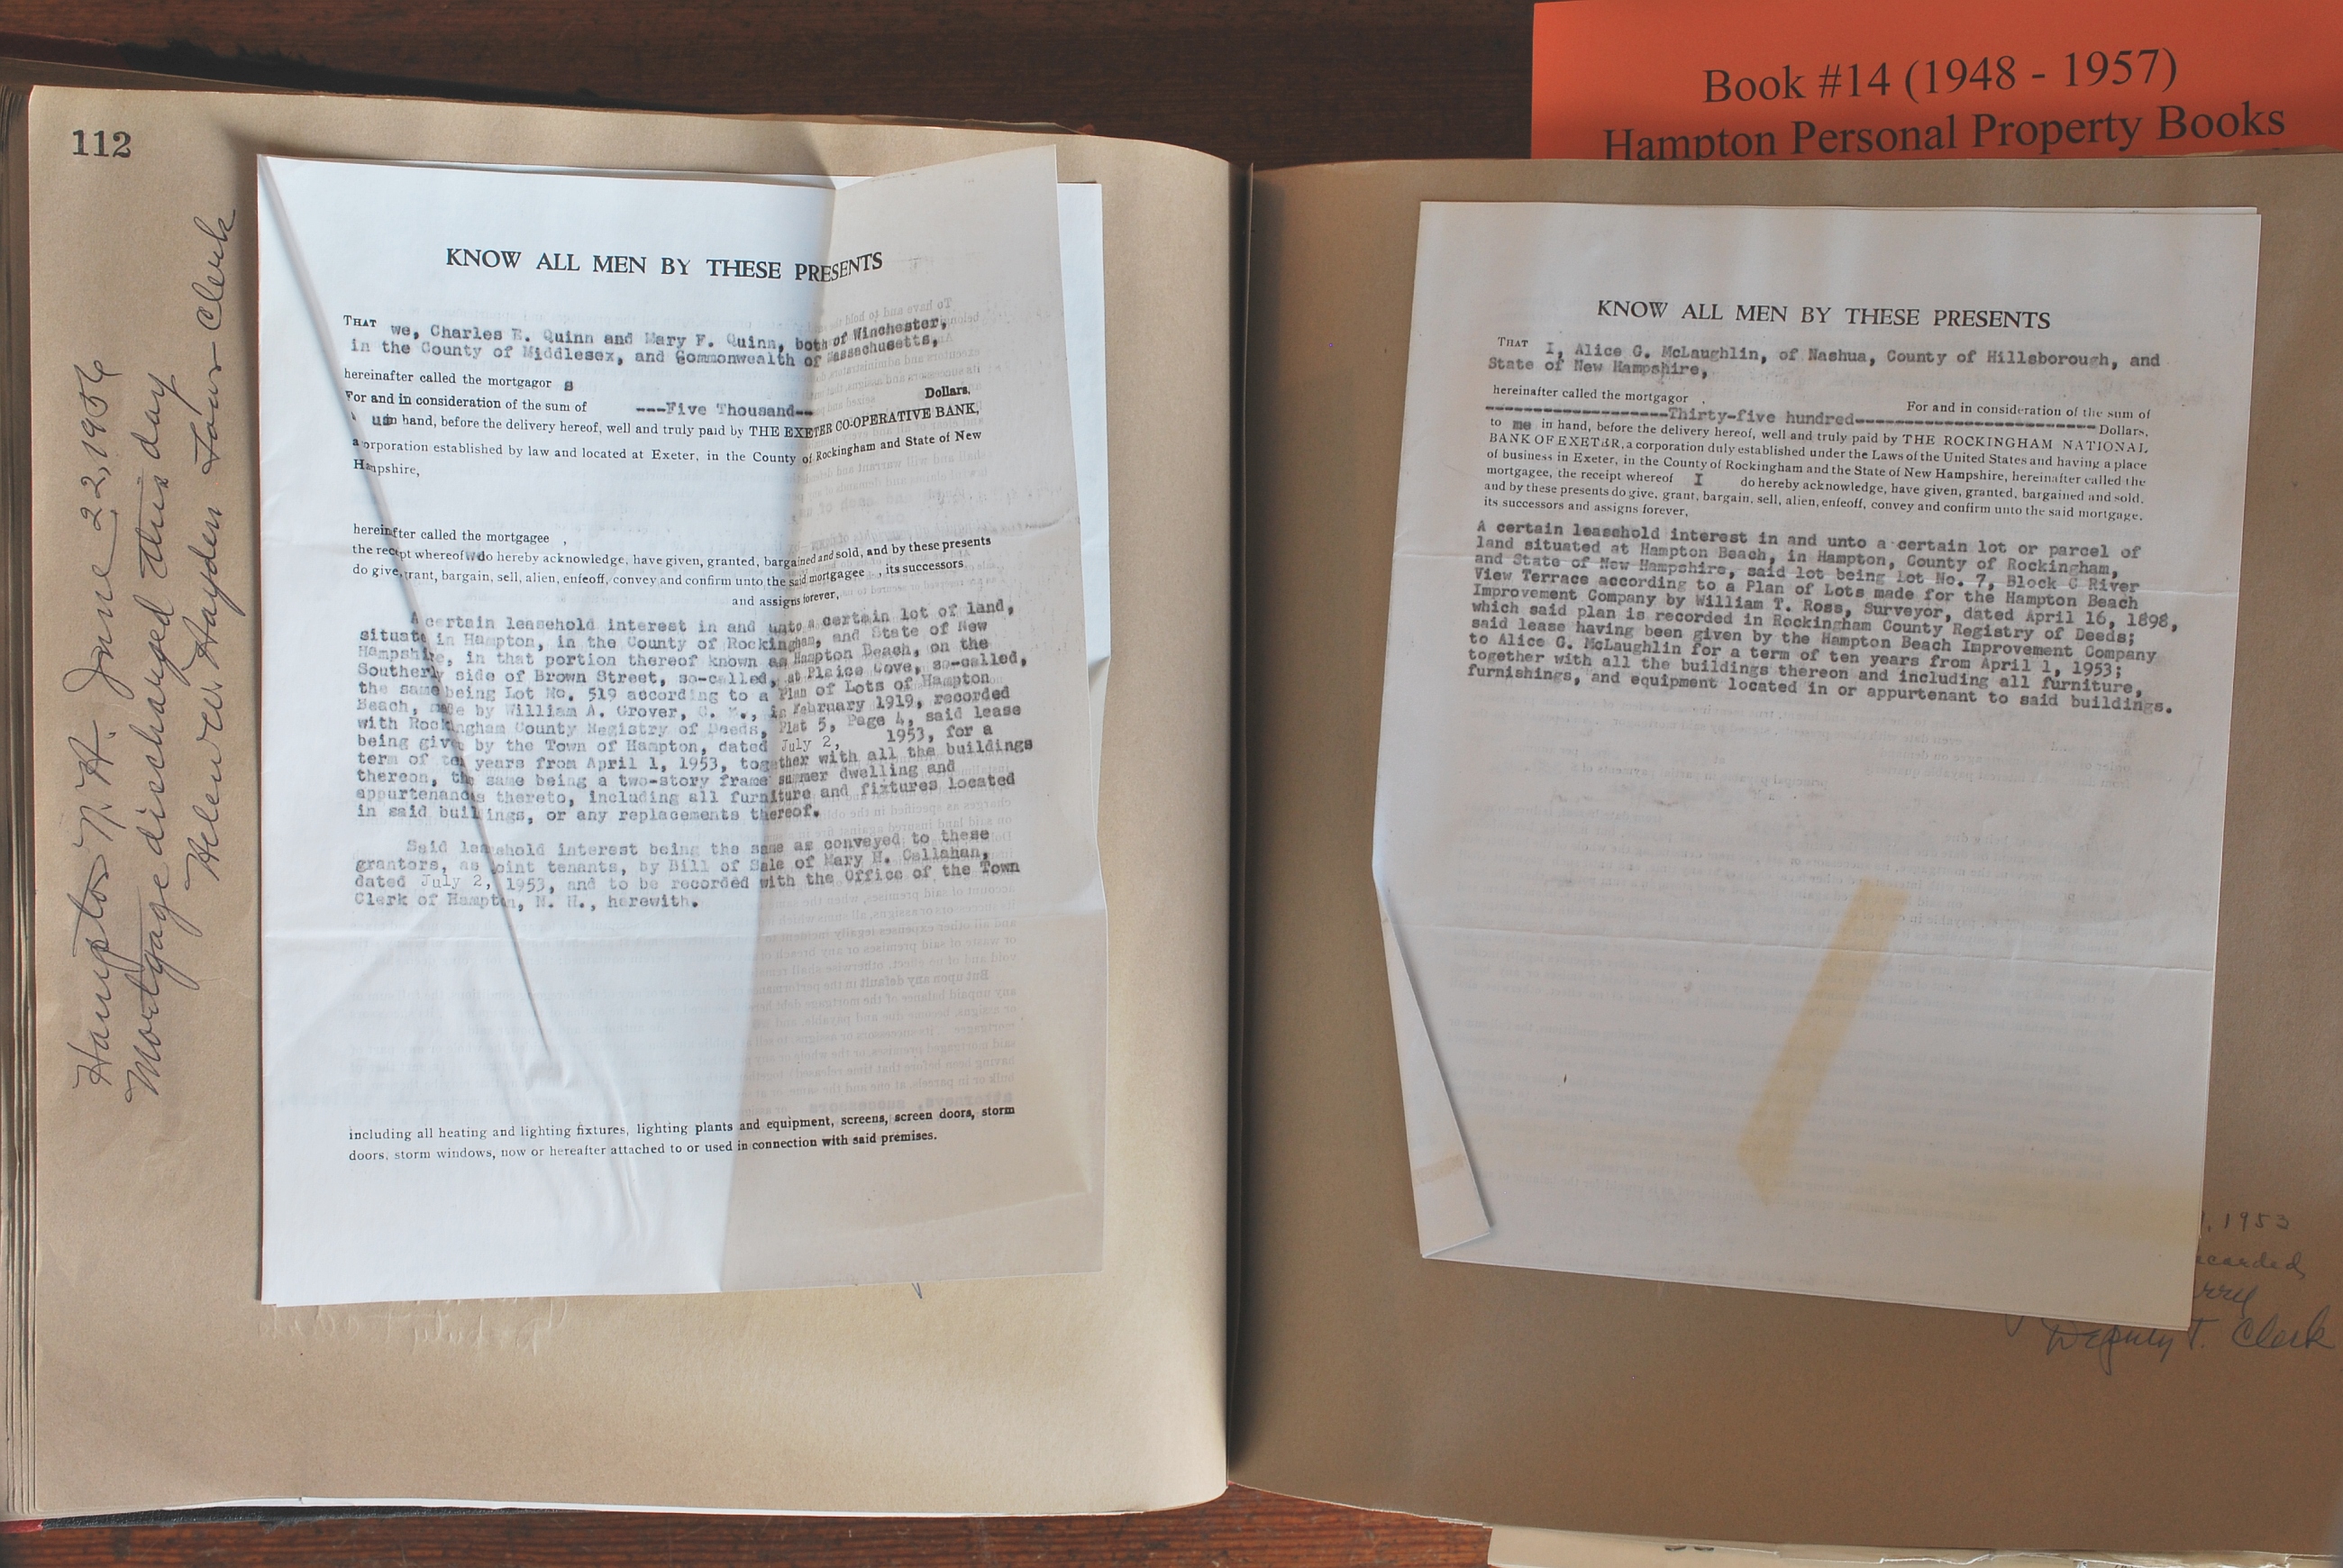 Book #14 (1948 - 1957)
Hampton Personal Property Books
112
Hampton N. H. June 22, 1956
Mortgage discharged this day
Helen W. Hayden Town Clerk
KNOW ALL MEN BY THESE PRESENTS
THAT we, Charles E. Quinn and Mary F. Quinn, both of Winchester,
in the County of Middlesex, and Commonwealth of Massachusetts,
hereinafter called the mortgagor s
For and in consideration of the sum of ---Five Thousand-- Dollars,
us in hand, before the delivery hereof, well and truly paid by THE EXETER CO-OPERATIVE BANK,
a corporation established by law and located at Exeter, in the County of Rockingham and State of New
Hampshire,
hereinafter called the mortgagee ,
the receipt whereof we do hereby acknowledge, have given, granted, bargained and sold, and by these presents
do give, grant, bargain, sell, alien, enfeoff, convey and confirm unto the said mortgagee , its successors
and assigns forever,
A certain leasehold interest in and unto a certain lot of land,
situate in Hampton, in the County of Rockingham, and State of New
Hampshire, in that portion thereof known as Hampton Beach, on the
Southerly side of Brown Street, so-called, at Plaice Cove, so-called,
the same being Lot No. 519 according to a Plan of Lots of Hampton
Beach, made by William A. Grover, C. E., in February 1919, recorded
with Rockingham County Registry of Deeds, Plat 5, Page 4, said lease
being given by the Town of Hampton, dated July 2, 1953, for a
term of ten years from April 1, 1953, together with all the buildings
thereon, the same being a two-story frame summer dwelling and
appurtenances thereto, including all furniture and fixtures located
in said buildings, or any replacements thereof.
Said leasehold interest being the same as conveyed to these
grantors, as joint tenants, by Bill of Sale of Mary H. Callahan,
dated July 2, 1953, and to be recorded with the Office of the Town
Clerk of Hampton, N. H., herewith.
including all heating and lighting fixtures, lighting plants and equipment, screens, screen doors, storm
doors, storm windows, now or hereafter attached to or used in connection with said premises.
KNOW ALL MEN BY THESE PRESENTS
THAT I, Alice G. McLaughlin, of Nashua, County of Hillsborough, and
State of New Hampshire,
hereinafter called the mortgagor . For and in consideration of the sum of
--------------------Thirty-five hundred-------------------------- Dollars,
to me in hand, before the delivery hereof, well and truly paid by THE ROCKINGHAM NATIONAL
BANK OF EXETER, a corporation duly established under the Laws of the United States and having a place
of business in Exeter, in the County of Rockingham and the State of New Hampshire, hereinafter called the
mortgagee, the receipt whereof I do hereby acknowledge, have given, granted, bargained and sold,
and by these presents do give, grant, bargain, sell, alien, enfeoff, convey and confirm unto the said mortgage,
its successors and assigns forever,
A certain leasehold interest in and unto a certain lot or parcel of
land situated at Hampton Beach, in Hampton, County of Rockingham,
and State of New Hampshire, said lot being Lot No. 7, Block C River
View Terrace according to a Plan of Lots made for the Hampton Beach
Improvement Company by William T. Ross, Surveyor, dated April 16, 1898,
which said plan is recorded in Rockingham County Registry of Deeds;
said lease having been given by the Hampton Beach Improvement Company
to Alice G. McLaughlin for a term of ten years from April 1, 1953;
together with all the buildings thereon and including all furniture,
furnishings, and equipment located in or appurtenant to said buildings.
, 1953
Deputy T. Clerk